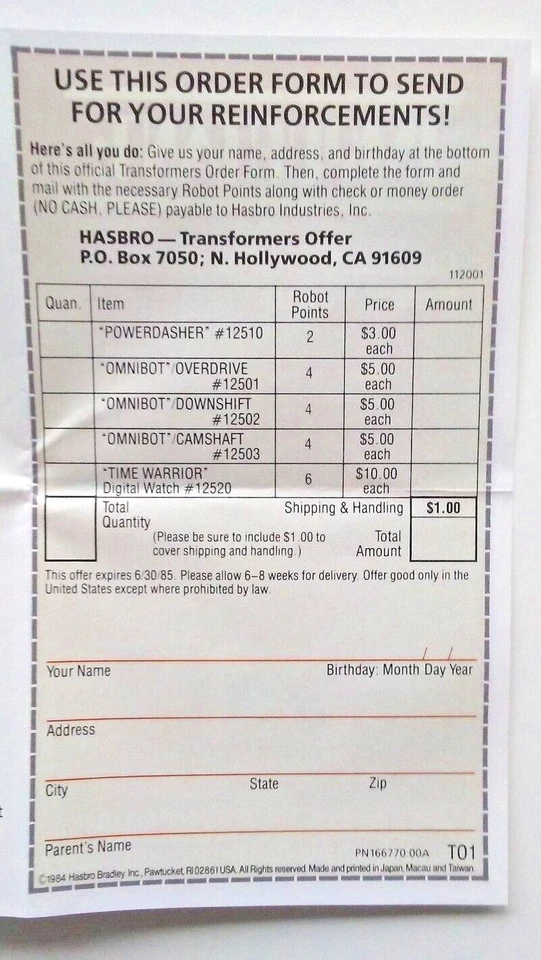 USE THIS ORDER FORM TO SEND
FOR YOUR REINFORCEMENTS!
Here's all you do: Give us your name, address, and birthday at the bottom
of this official Transformers Order Form. Then, complete the form and
mail with the necessary Robot Points along with check or money order
(NO CASH, PLEASE) payable to Hasbro Industries, Inc.
HASBRO — Transformers Offer
P.O. Box 7050; N. Hollywood, CA 91609
112001
Quan. Item Robot Points Price Amount
"POWERDASHER" #12510 2 $3.00 each
"OMNIBOT"/OVERDRIVE #12501 4 $5.00 each
"OMNIBOT"/DOWNSHIFT #12502 4 $5.00 each
"OMNIBOT"/CAMSHAFT #12503 4 $5.00 each
"TIME WARRIOR" Digital Watch #12520 6 $10.00 each
Total Quantity
Shipping & Handling $1.00
(Please be sure to include $1.00 to
cover shipping and handling.)
Total Amount
This offer expires 6/30/85. Please allow 6–8 weeks for delivery. Offer good only in the
United States except where prohibited by law.
/ /
Your Name Birthday: Month Day Year
Address
City State Zip
Parent's Name
PN166770.00A T01
©1984 Hasbro Bradley, Inc., Pawtucket, RI 02861 USA. All Rights reserved. Made and printed in Japan, Macau and Taiwan.
t